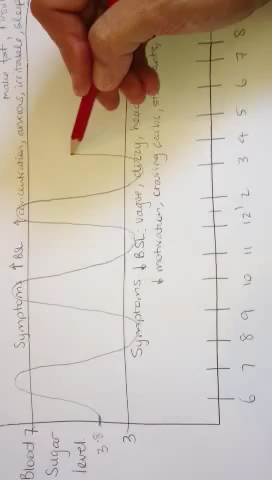 Make fat,
Symptoms ↑ BSL ↑ concentration, anxious, irritable, sleep
Blood 7
Sugar
level 3.8
3
Symptoms ↓ BSL: vague, dizzy, head
↓ motivation, craving carbs,
6 7 8 9 10 11 12 1 2 3 4 5 6 7 8